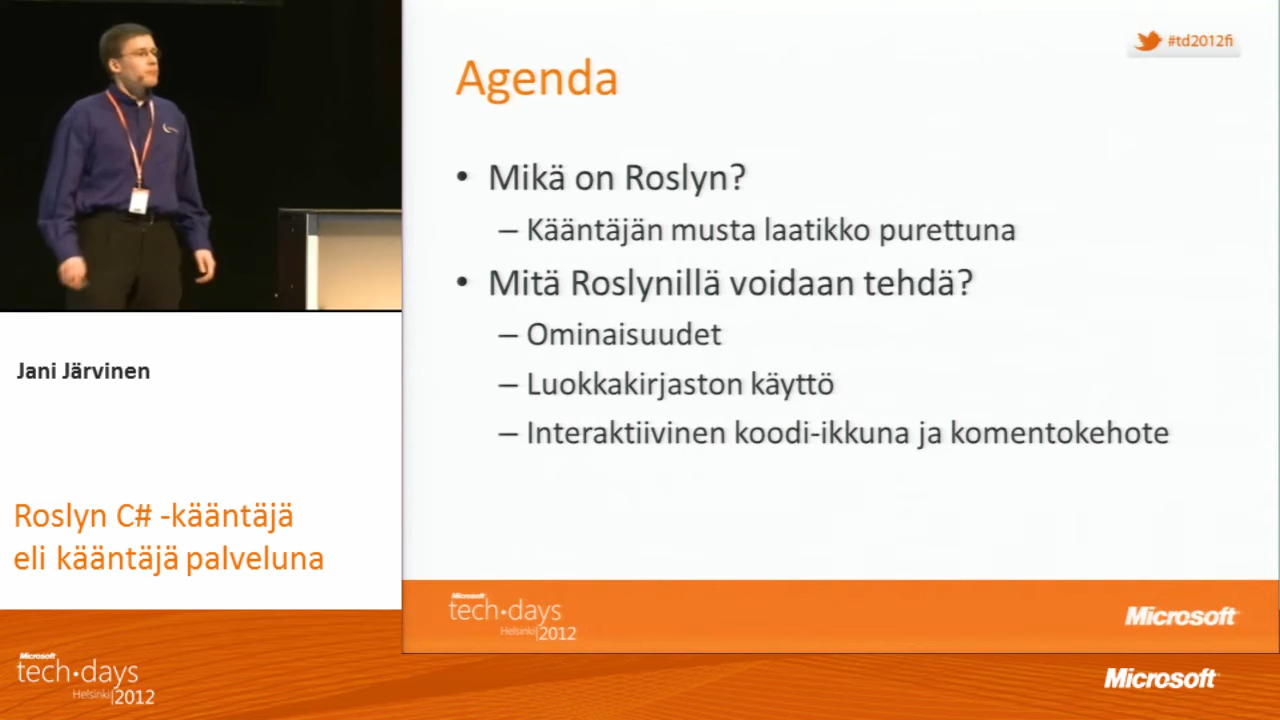 #td2012fi
Agenda
• Mikä on Roslyn?
– Kääntäjän musta laatikko purettuna
• Mitä Roslynillä voidaan tehdä?
– Ominaisuudet
– Luokkakirjaston käyttö
– Interaktiivinen koodi-ikkuna ja komentokehote
Jani Järvinen
Roslyn C# -kääntäjä
eli kääntäjä palveluna
Microsoft
tech·days
Helsinki|2012
Microsoft
Microsoft
tech·days
Helsinki|2012
Microsoft